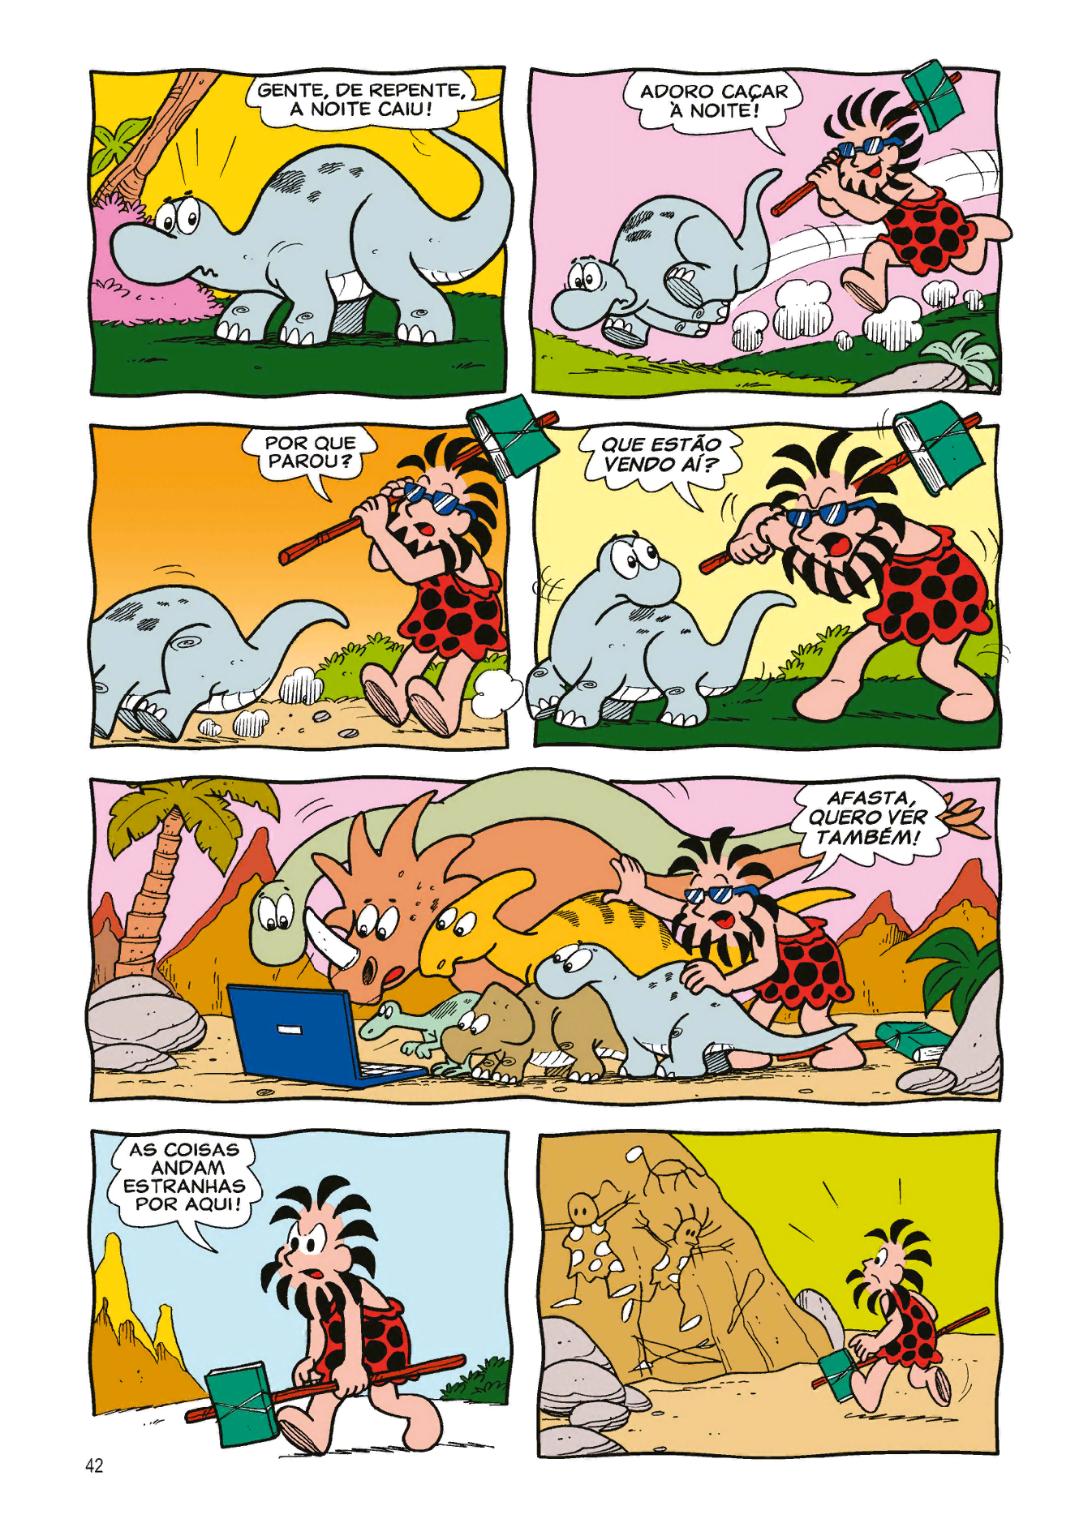 GENTE, DE REPENTE,
A NOITE CAIU!
ADORO CAÇAR
À NOITE!
POR QUE
PAROU?
QUE ESTÃO
VENDO AÍ?
AFASTA,
QUERO VER
TAMBÉM!
AS COISAS
ANDAM
ESTRANHAS
POR AQUI!
42